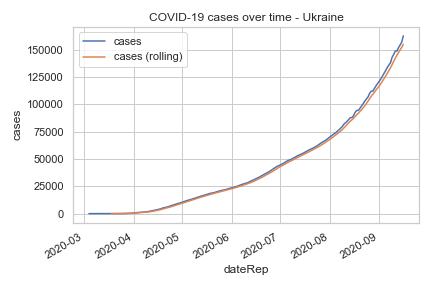 COVID-19 cases over time - Ukraine
cases
cases (rolling)
150000
125000
100000
75000
50000
25000
0
cases
2020-03
2020-04
2020-05
2020-06
2020-07
2020-08
2020-09
dateRep